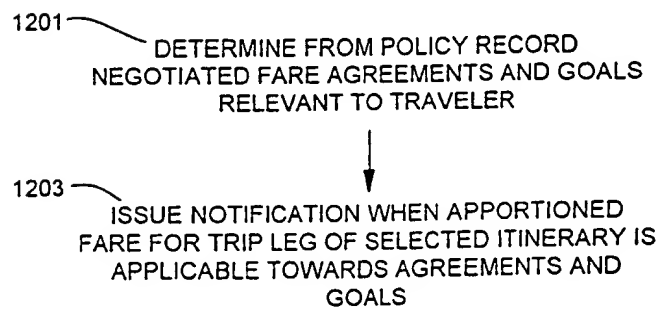 1201
DETERMINE FROM POLICY RECORD
NEGOTIATED FARE AGREEMENTS AND GOALS
RELEVANT TO TRAVELER
1203
ISSUE NOTIFICATION WHEN APPORTIONED
FARE FOR TRIP LEG OF SELECTED ITINERARY IS
APPLICABLE TOWARDS AGREEMENTS AND
GOALS